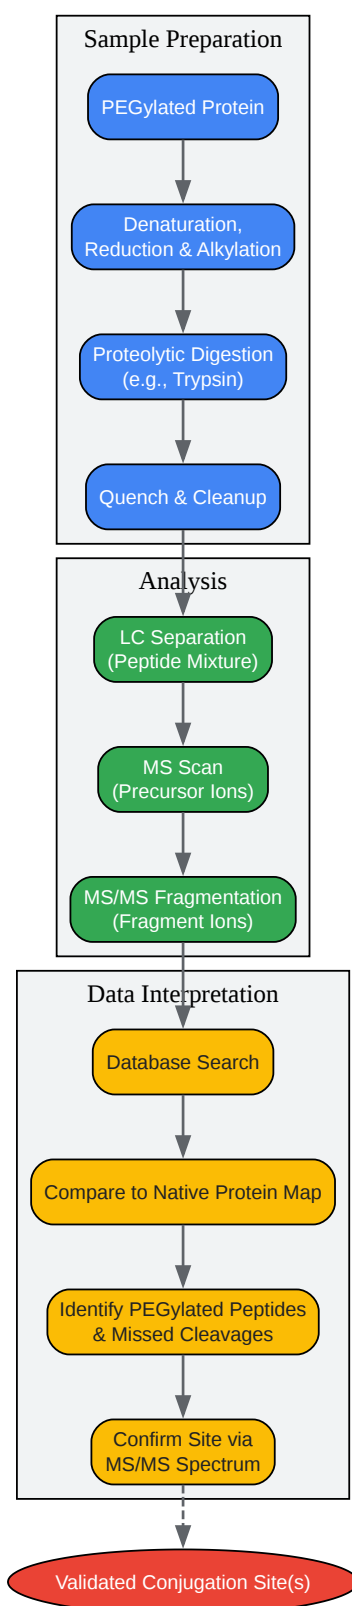 Sample Preparation
PEGylated Protein
Denaturation,
Reduction & Alkylation
Proteolytic Digestion
(e.g., Trypsin)
Quench & Cleanup
Analysis
LC Separation
(Peptide Mixture)
MS Scan
(Precursor Ions)
MS/MS Fragmentation
(Fragment Ions)
Data Interpretation
Database Search
Compare to Native Protein Map
Identify PEGylated Peptides
& Missed Cleavages
Confirm Site via
MS/MS Spectrum
Validated Conjugation Site(s)